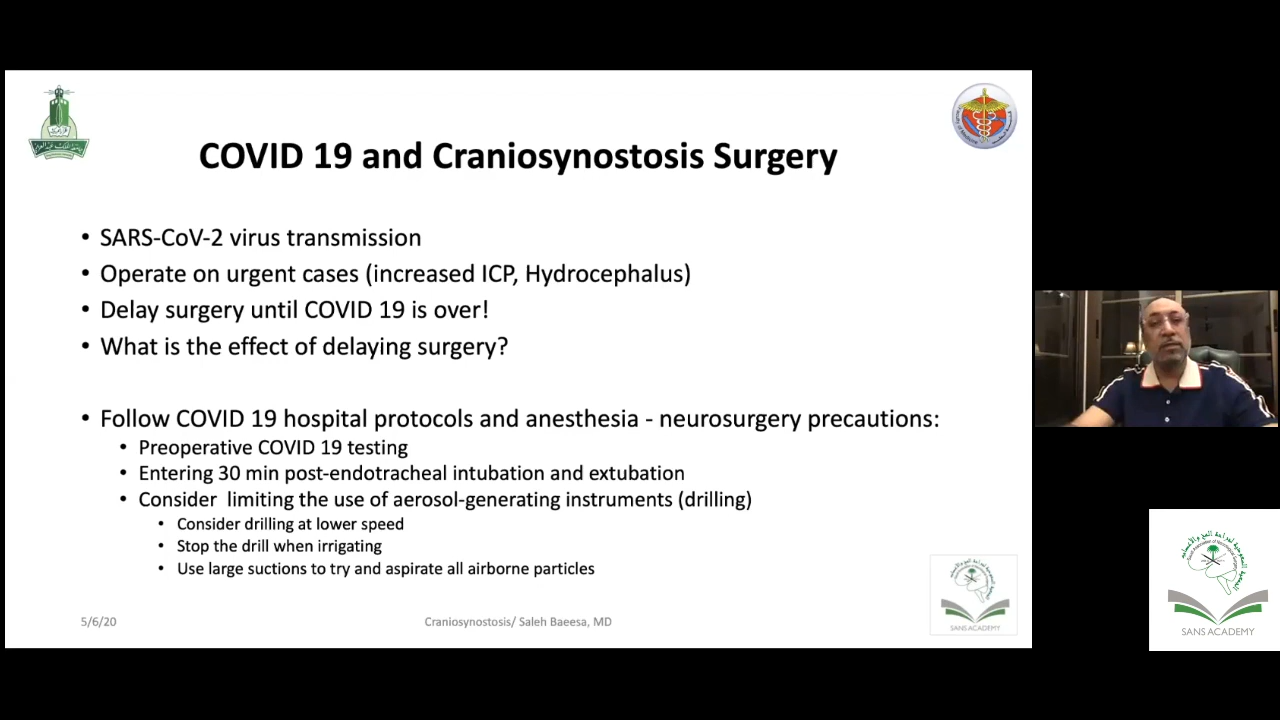 COVID 19 and Craniosynostosis Surgery
• SARS-CoV-2 virus transmission
• Operate on urgent cases (increased ICP, Hydrocephalus)
• Delay surgery until COVID 19 is over!
• What is the effect of delaying surgery?
• Follow COVID 19 hospital protocols and anesthesia - neurosurgery precautions:
• Preoperative COVID 19 testing
• Entering 30 min post-endotracheal intubation and extubation
• Consider limiting the use of aerosol-generating instruments (drilling)
• Consider drilling at lower speed
• Stop the drill when irrigating
• Use large suctions to try and aspirate all airborne particles
5/6/20
Craniosynostosis/ Saleh Baeesa, MD
SANS ACADEMY
SANS ACADEMY